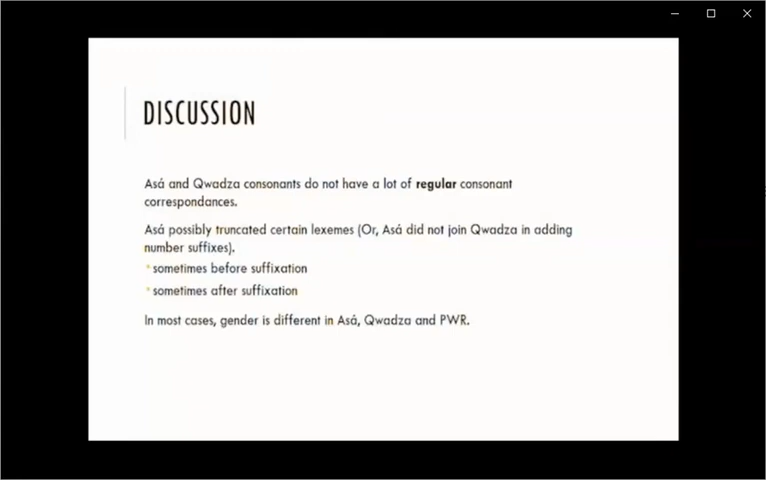 DISCUSSION
Asá and Qwadza consonants do not have a lot of regular consonant
correspondances.
Asá possibly truncated certain lexemes (Or, Asá did not join Qwadza in adding
number suffixes).
sometimes before suffixation
sometimes after suffixation
In most cases, gender is different in Asá, Qwadza and PWR.